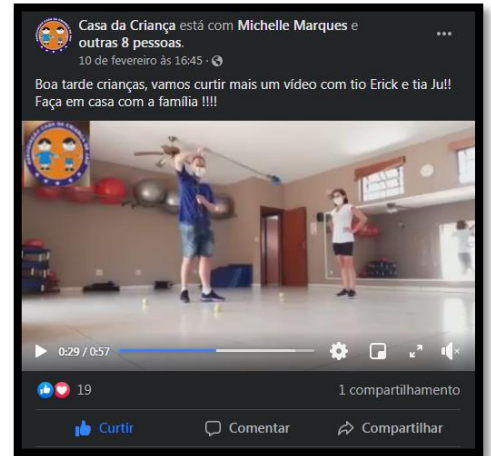 Casa da Criança está com Michelle Marques e
outras 8 pessoas.
10 de fevereiro às 16:45 ·
Boa tarde crianças, vamos curtir mais um vídeo com tio Erick e tia Ju!!
Faça em casa com a família !!!!
0:29 / 0:57
19
1 compartilhamento
Curtir
Comentar
Compartilhar